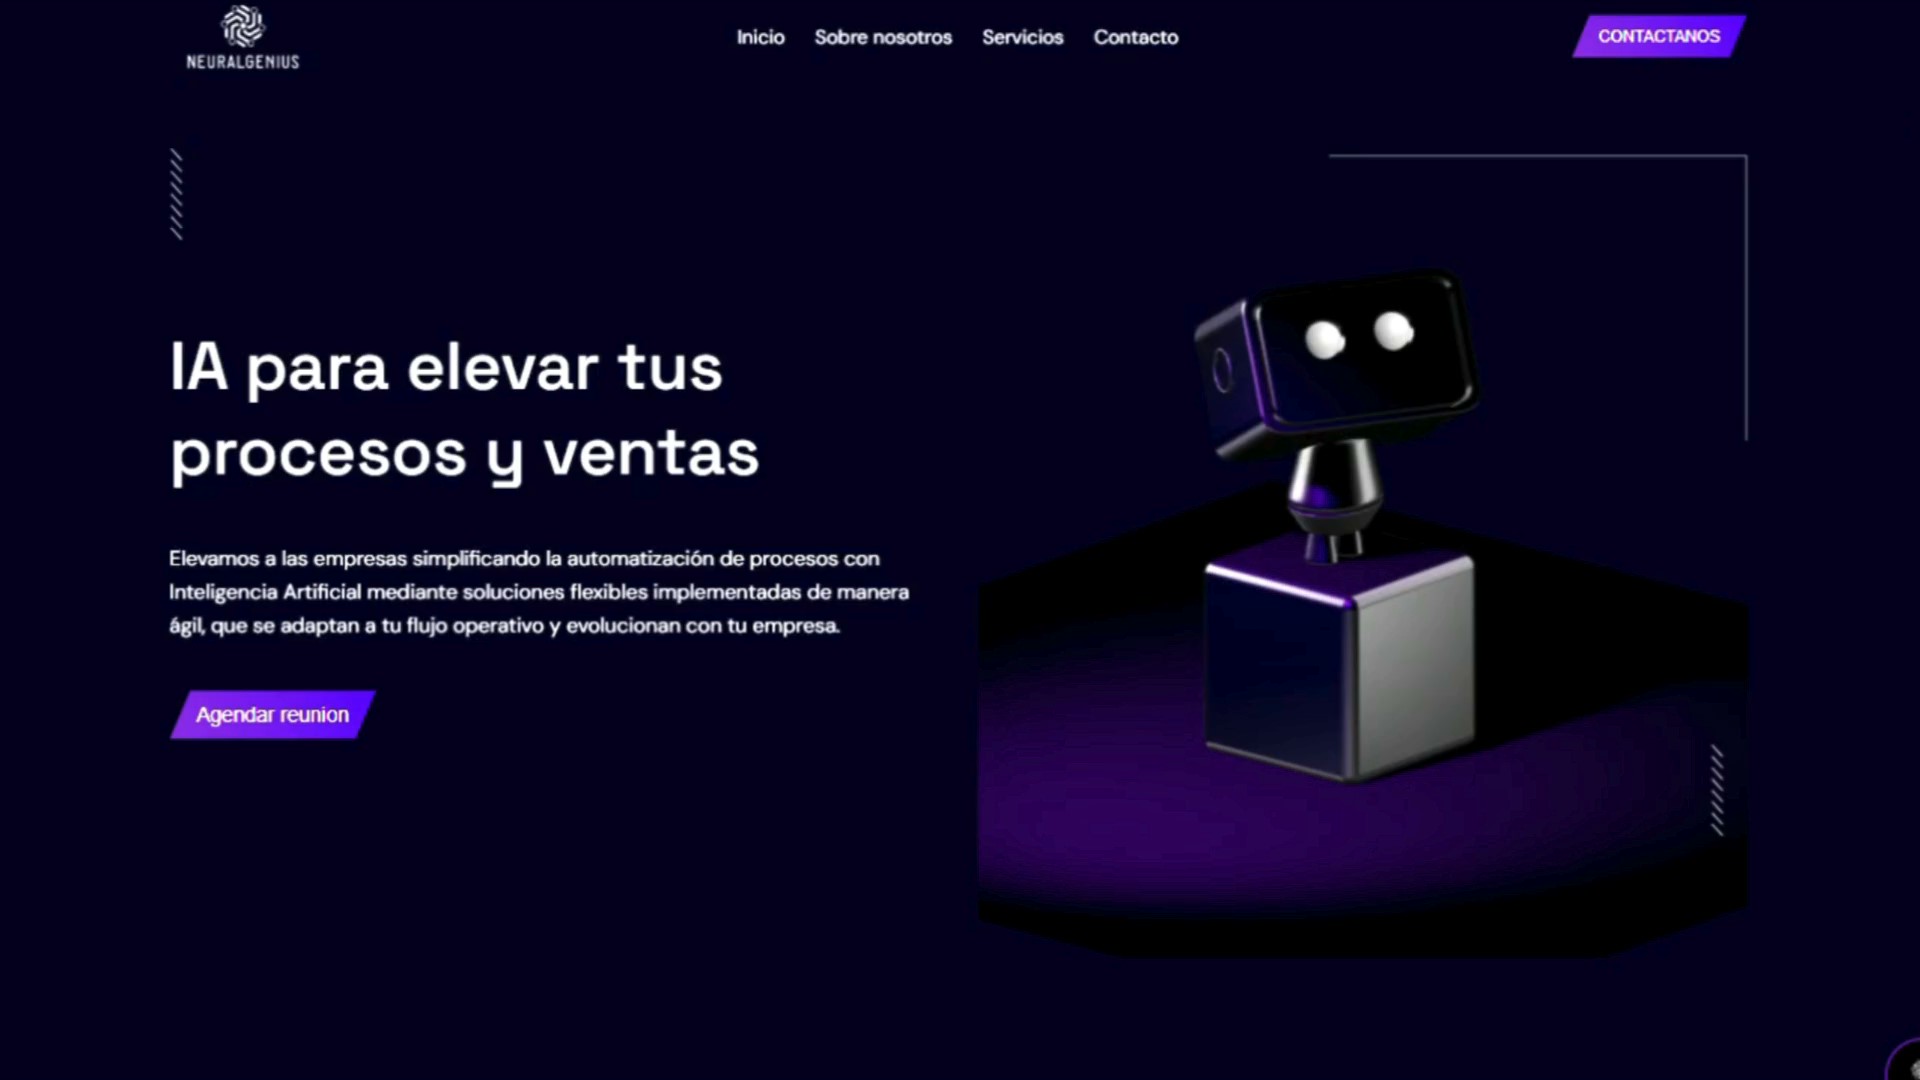 NEURALGENIUS
Inicio
Sobre nosotros
Servicios
Contacto
CONTACTANOS
IA para elevar tus
procesos y ventas
Elevamos a las empresas simplificando la automatización de procesos con
Inteligencia Artificial mediante soluciones flexibles implementadas de manera
ágil, que se adaptan a tu flujo operativo y evolucionan con tu empresa.
Agendar reunion